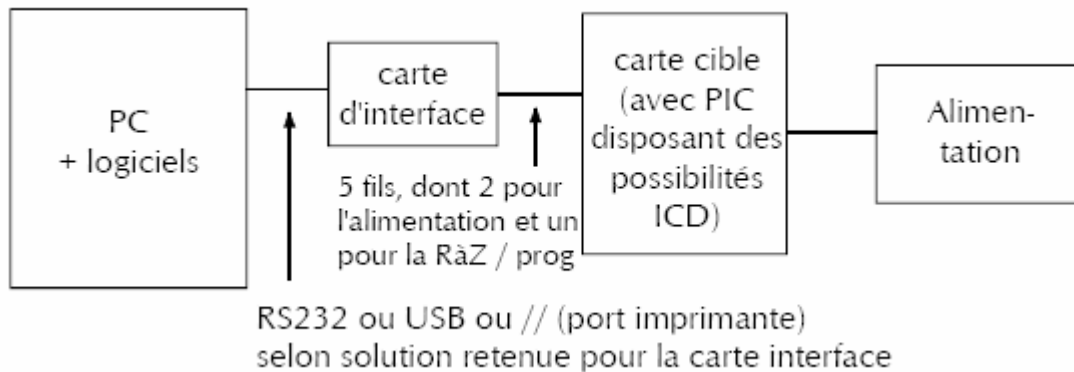 PC
+ logiciels
carte
d'interface
carte cible
(avec PIC
disposant des
possibilités
ICD)
Alimen-
tation
5 fils, dont 2 pour
l'alimentation et un
pour la RàZ / prog
RS232 ou USB ou // (port imprimante)
selon solution retenue pour la carte interface